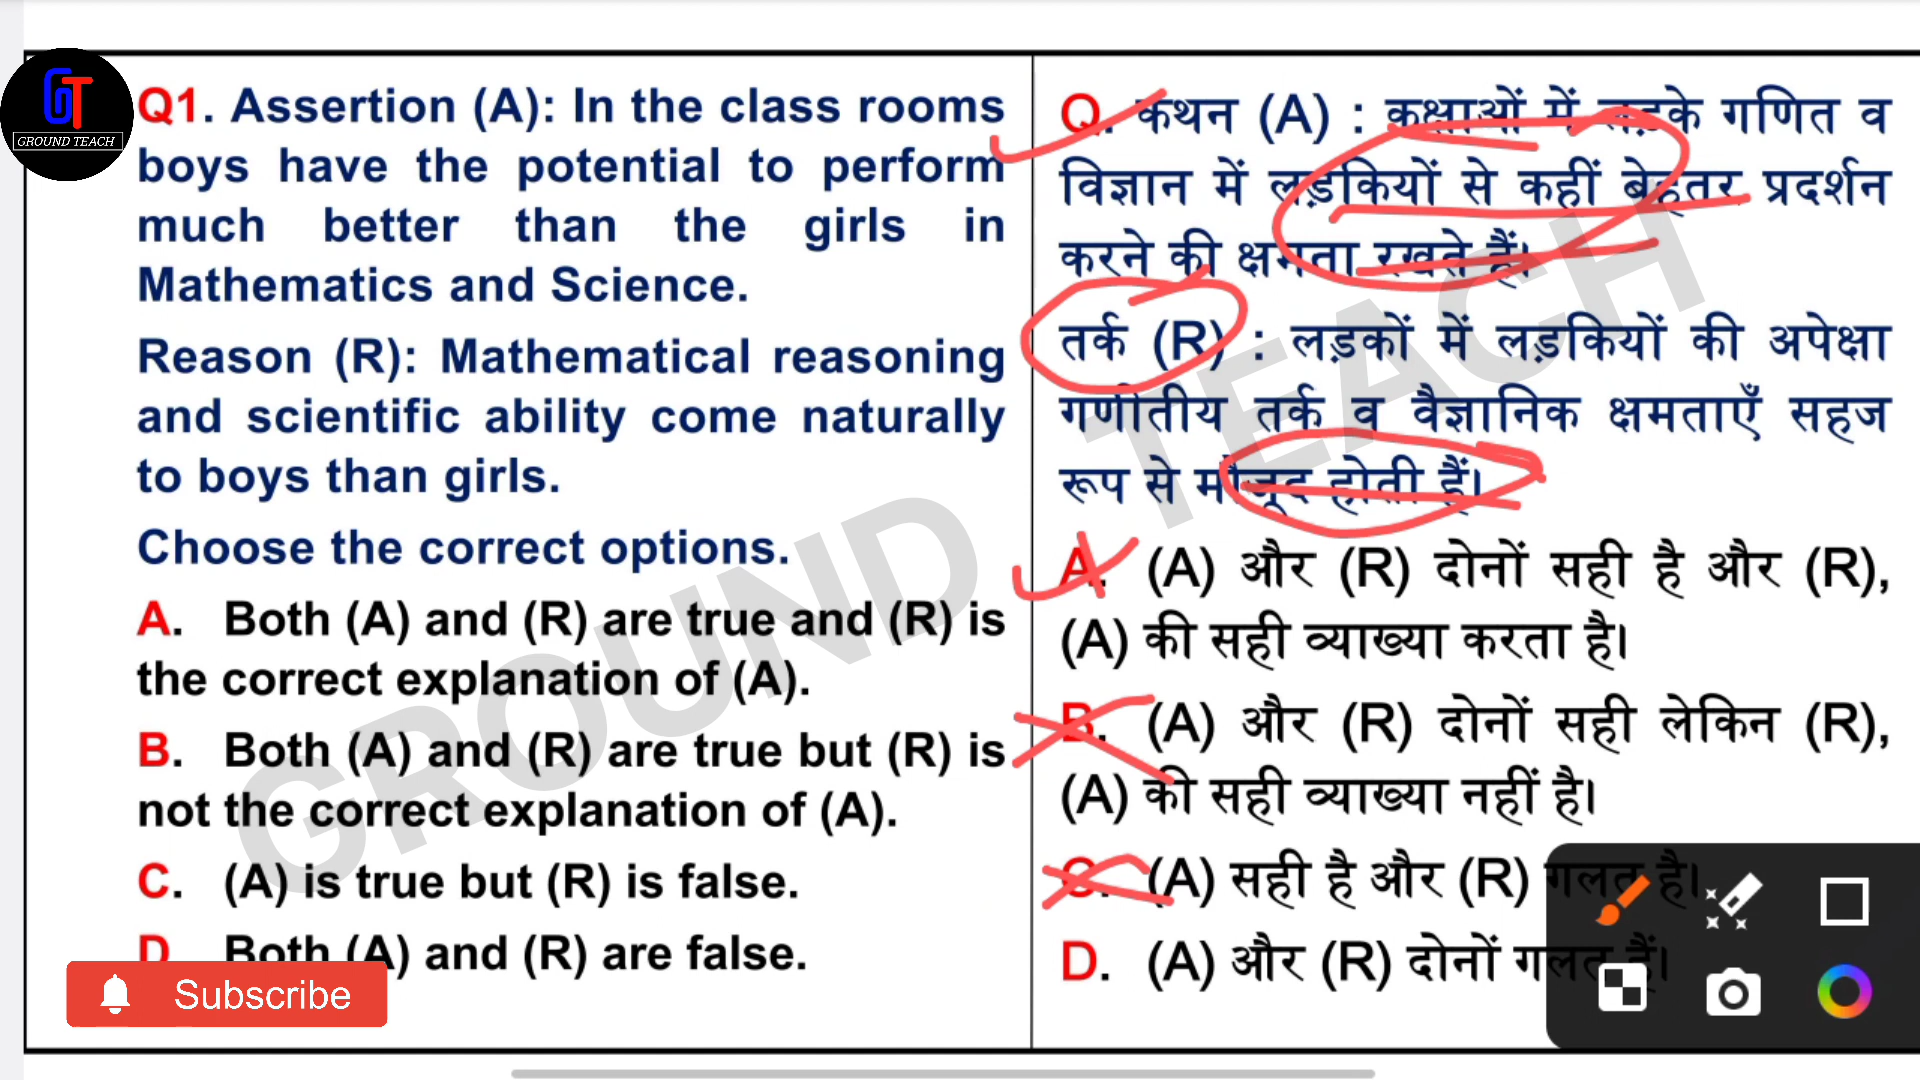 GT
GROUND TEACH
Q1. Assertion (A): In the class rooms
boys have the potential to perform
much better than the girls in
Mathematics and Science.
Reason (R): Mathematical reasoning
and scientific ability come naturally
to boys than girls.
Choose the correct options.
A. Both (A) and (R) are true and (R) is
the correct explanation of (A).
B. Both (A) and (R) are true but (R) is
not the correct explanation of (A).
C. (A) is true but (R) is false.
D Both (A) and (R) are false.
Subscribe
Q. कथन (A) : कक्षाओं में लड़के गणित व
विज्ञान में लड़कियों से कहीं बेहतर प्रदर्शन
करने की क्षमता रखते हैं।
तर्क (R) : लड़कों में लड़कियों की अपेक्षा
गणीतीय तर्क व वैज्ञानिक क्षमताएँ सहज
रूप से मौजूद होती हैं।
A. (A) और (R) दोनों सही है और (R),
(A) की सही व्याख्या करता है।
B. (A) और (R) दोनों सही लेकिन (R),
(A) की सही व्याख्या नहीं है।
C. (A) सही है और (R) गलत है।
D. (A) और (R) दोनों गलत हैं।
GROUND TEACH